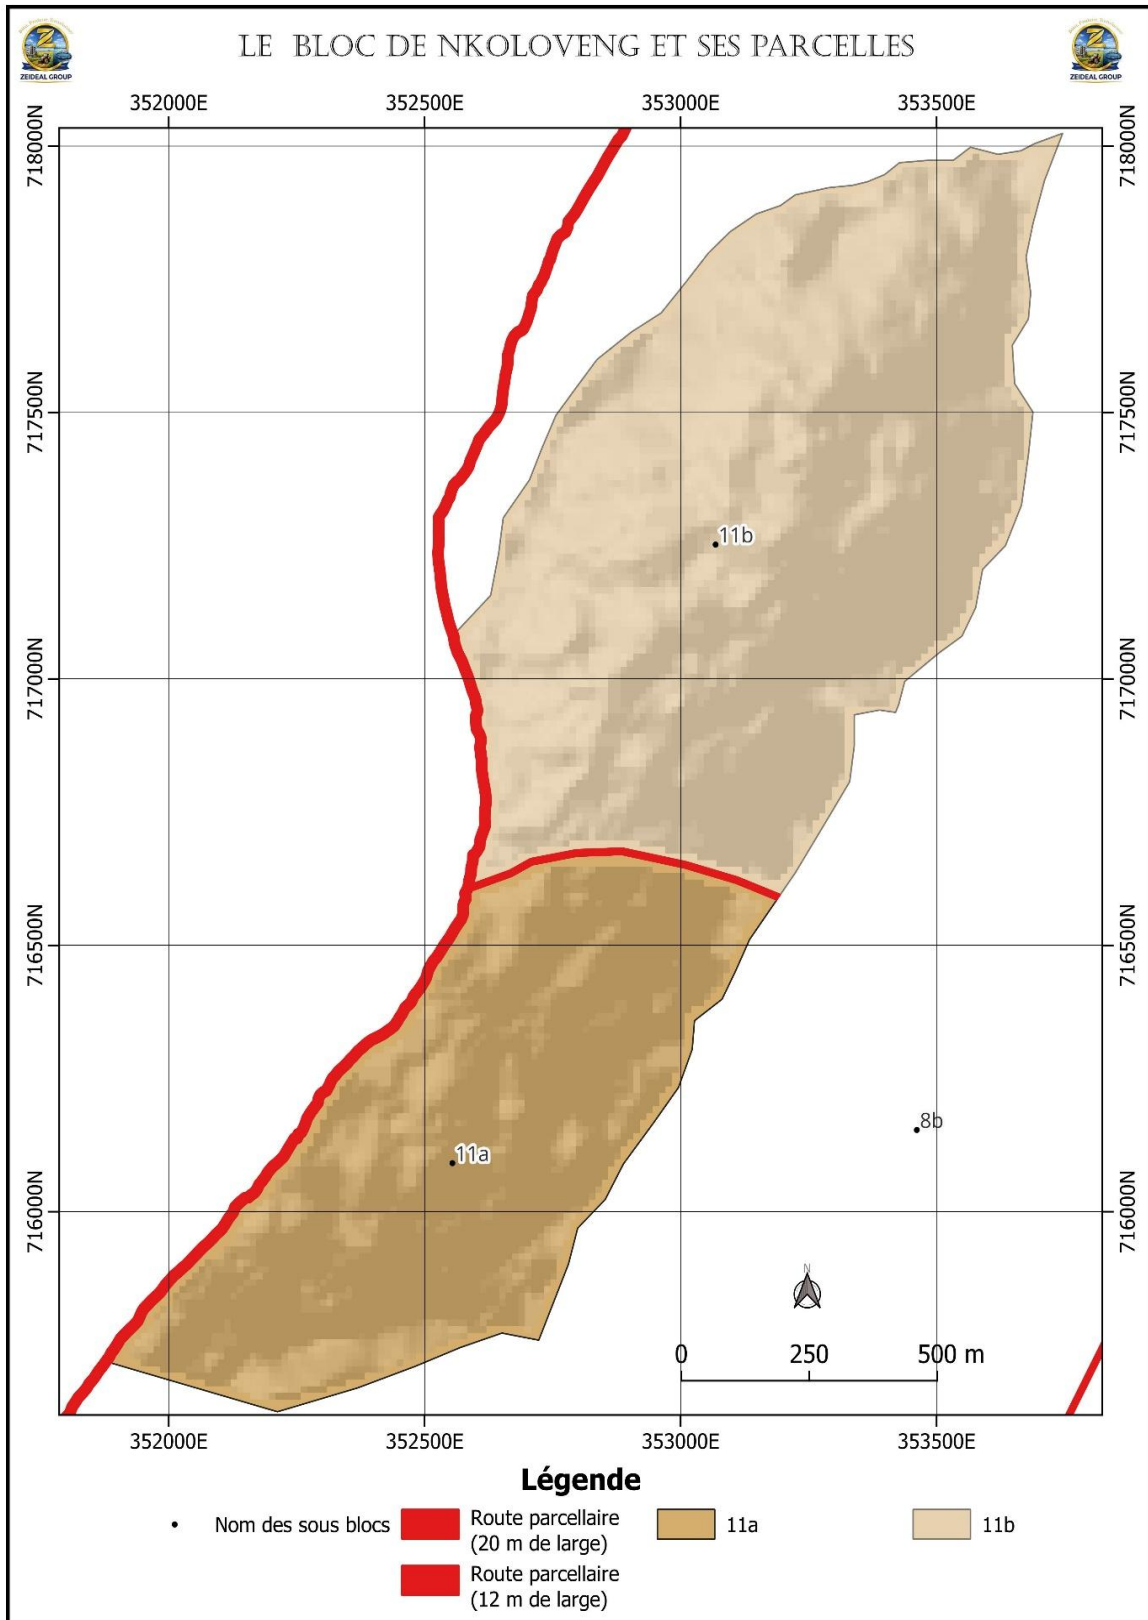 LE BLOC DE NKOLOVENG ET SES PARCELLES
Z
ZEIDEAL GROUP
Z
ZEIDEAL GROUP
352000E 352500E 353000E 353500E
718000N 718000N
717500N 717500N
11b
717000N 717000N
716500N 716500N
8b
11a
716000N 716000N
N
0 250 500 m
352000E 352500E 353000E 353500E
Légende
Nom des sous blocs
Route parcellaire
(20 m de large)
11a
11b
Route parcellaire
(12 m de large)